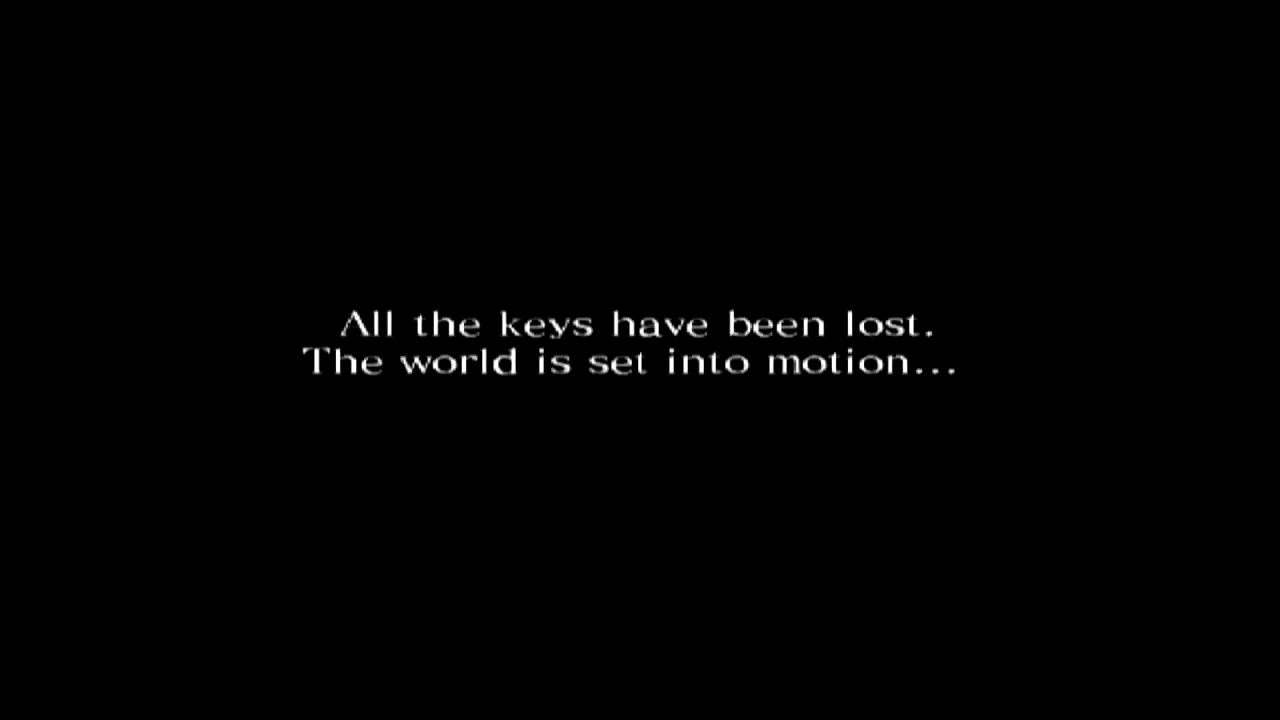 All the keys have been lost.
The world is set into motion...